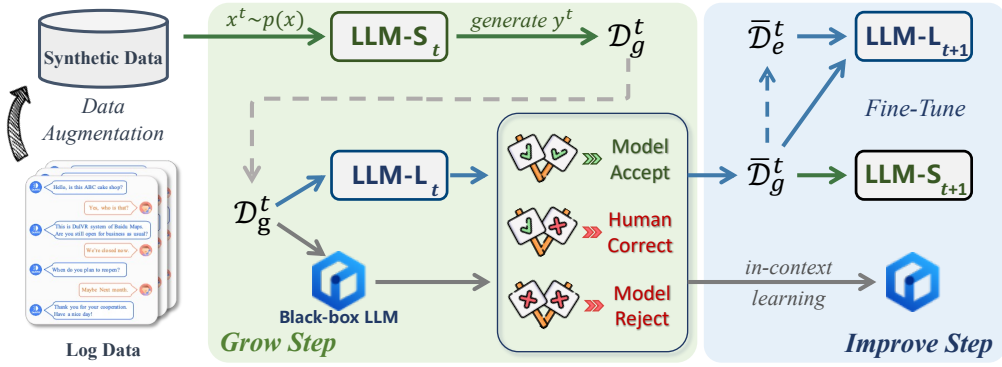 Synthetic Data
Data
Augmentation
Hello, is this ABC cake shop?
Yes, who is that?
This is DuIVR system of Baidu Maps.
Are you still open for business as usual?
We're closed now.
When do you plan to reopen?
Maybe Next month.
Thank you for your cooperation.
Have a nice day!
Log Data
x^t~p(x)
LLM-S_t
generate y^t
𝒟_g^t
𝒟_g^t
LLM-L_t
Black-box LLM
Model
Accept
Human
Correct
Model
Reject
Grow Step
𝒟̅_e^t
LLM-L_{t+1}
Fine-Tune
𝒟̅_g^t
LLM-S_{t+1}
in-context
learning
Improve Step